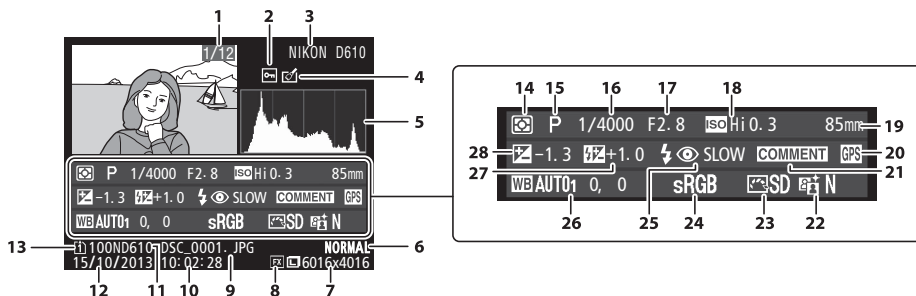 1 2 3
1/12 NIKON D610
4
5
P 1/4000 F2.8 ISO Hi 0.3 85mm
-1.3 +1.0 SLOW COMMENT GPS
WB AUTO1 0, 0 sRGB SD N
13 1 100ND610 DSC_0001.JPG NORMAL 6
15/10/2013 10:02:28 FX 6016x4016
12 11 10 9 8 7
14 15 16 17 18
P 1/4000 F2.8 ISO Hi 0.3 85mm 19
28 -1.3 +1.0 SLOW COMMENT GPS 20
27 25 21
WB AUTO1 0, 0 sRGB SD N
26 24 23 22